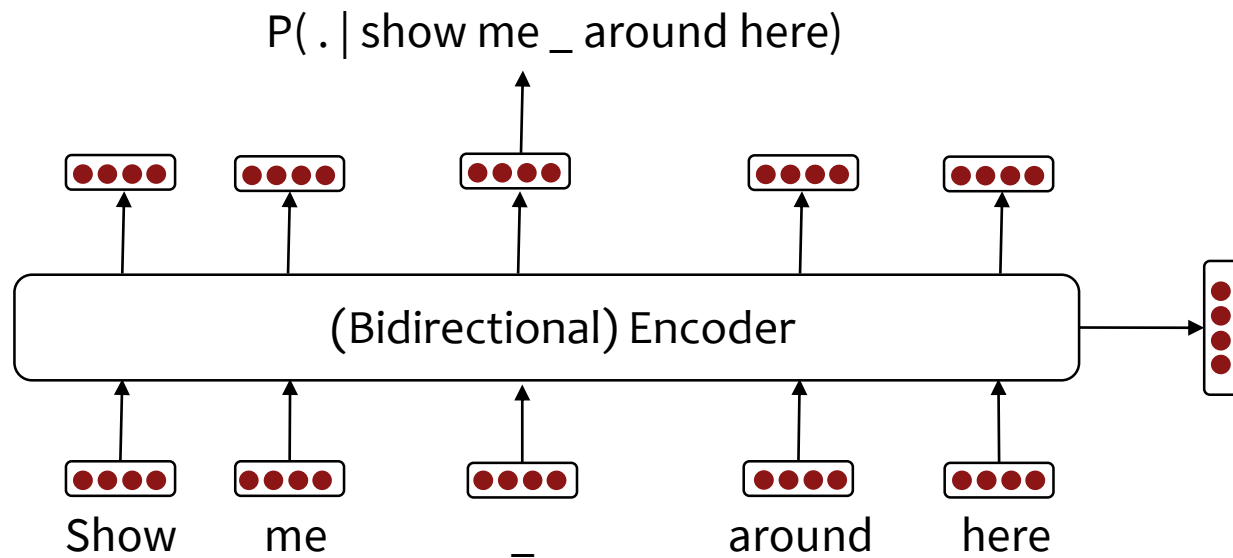 P( . | show me _ around here)
(Bidirectional) Encoder
Show me _ around here